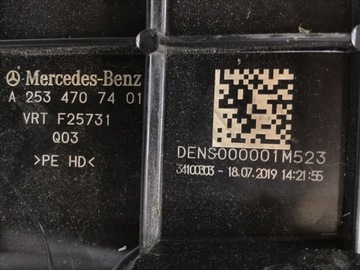 Mercedes-Benz
A 253 470 74 01
VRT F25731
Q03
>PE HD<
DENS000001M523
34100303 - 18.07.2019 14:21:55